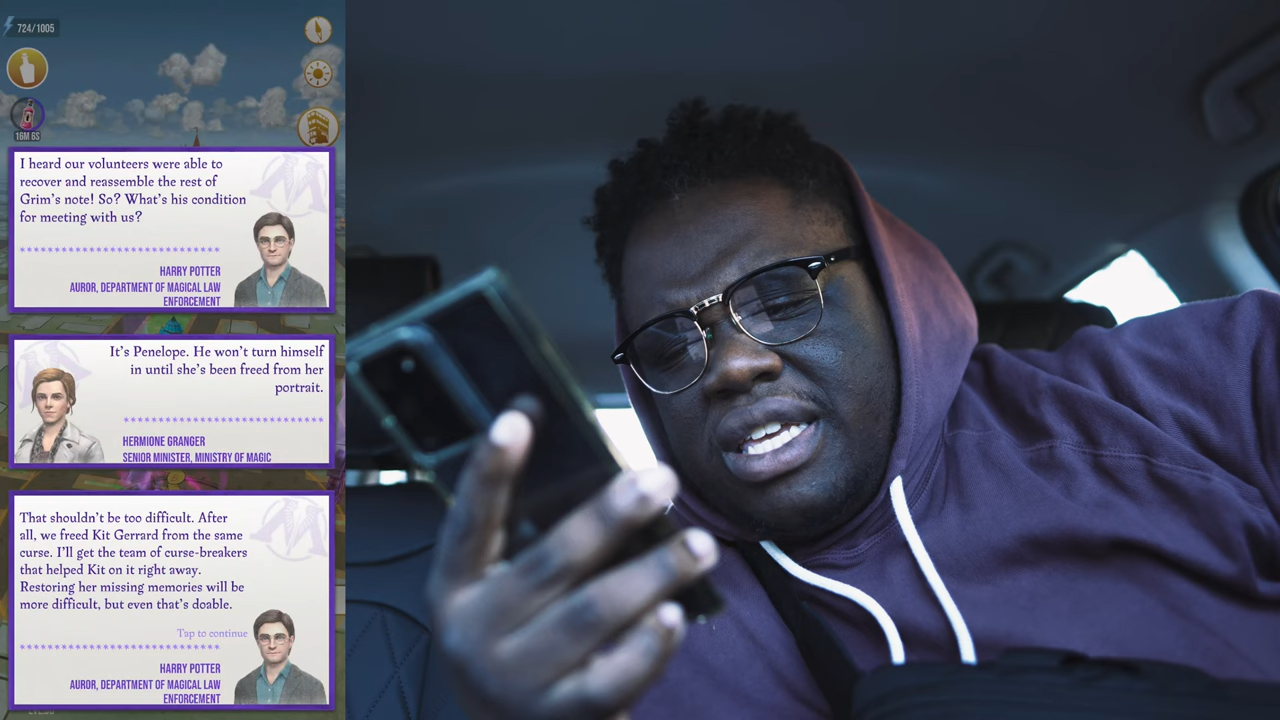 724/1005
16M 6S
I heard our volunteers were able to
recover and reassemble the rest of
Grim's note! So? What's his condition
for meeting with us?
*****************************
HARRY POTTER
AUROR, DEPARTMENT OF MAGICAL LAW
ENFORCEMENT
It's Penelope. He won't turn himself
in until she's been freed from her
portrait.
*****************************
HERMIONE GRANGER
SENIOR MINISTER, MINISTRY OF MAGIC
That shouldn't be too difficult. After
all, we freed Kit Gerrard from the same
curse. I'll get the team of curse-breakers
that helped Kit on it right away.
Restoring her missing memories will be
more difficult, but even that's doable.
Tap to continue
*****************************
HARRY POTTER
AUROR, DEPARTMENT OF MAGICAL LAW
ENFORCEMENT